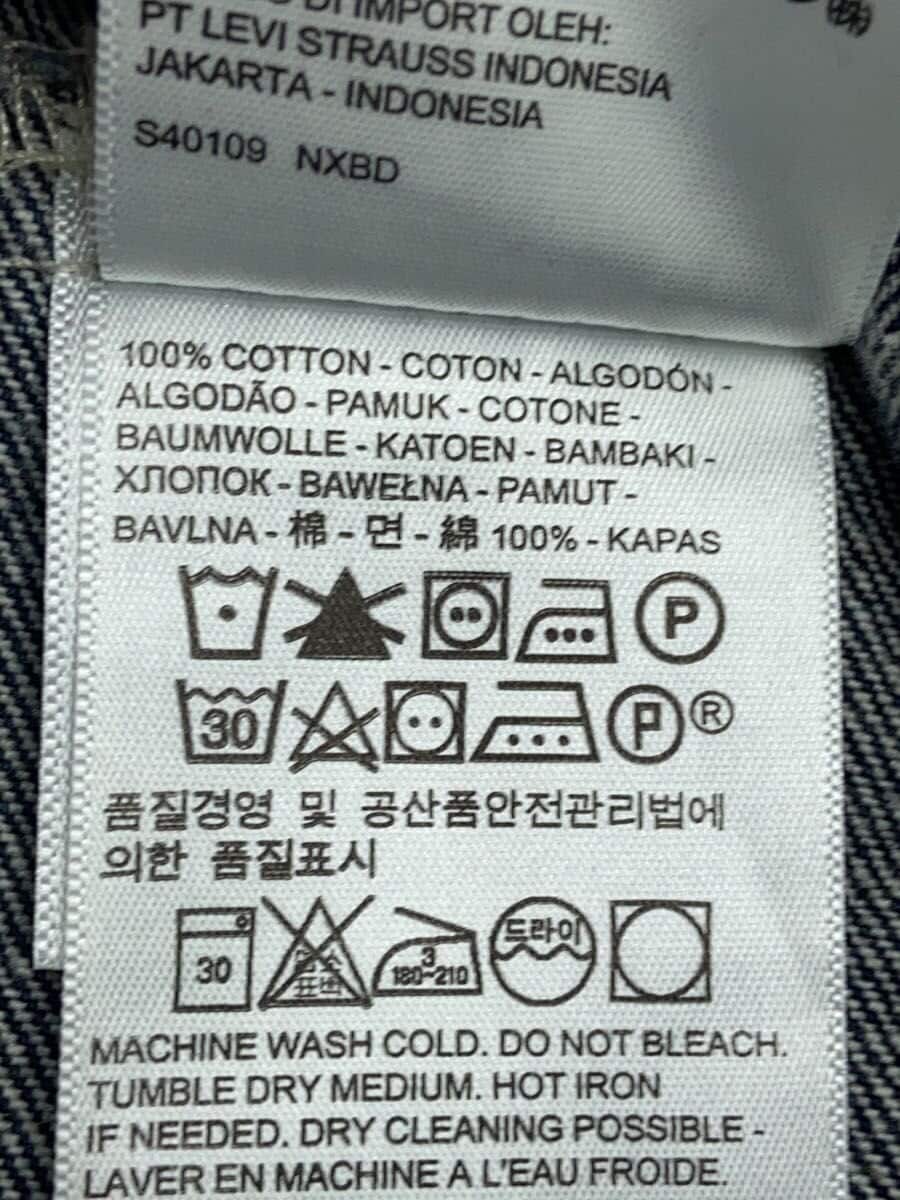 DI IMPORT OLEH:
PT LEVI STRAUSS INDONESIA
JAKARTA - INDONESIA
S40109 NXBD
100% COTTON - COTON - ALGODÓN -
ALGODÃO - PAMUK - COTONE -
BAUMWOLLE - KATOEN - BAMBAKI -
ХЛОПОК - BAWEŁNA - PAMUT -
BAVLNA - 棉 - 면 - 綿 100% - KAPAS
P
30 P ®
품질경영 및 공산품안전관리법에
의한 품질표시
30 3 180~210 드라이
MACHINE WASH COLD. DO NOT BLEACH.
TUMBLE DRY MEDIUM. HOT IRON
IF NEEDED. DRY CLEANING POSSIBLE -
LAVER EN MACHINE A L'EAU FROIDE.